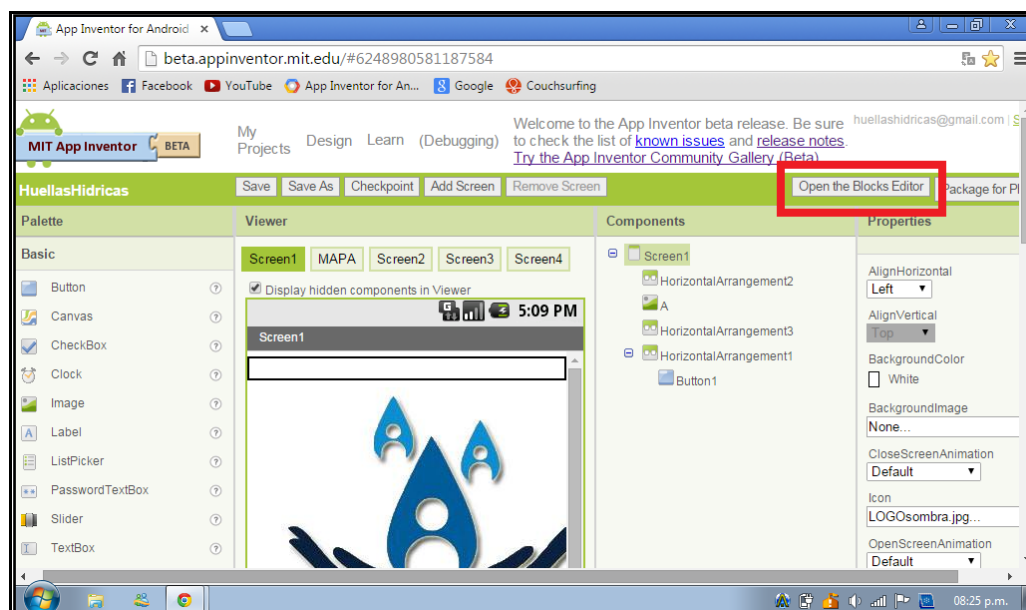 App Inventor for Android
beta.appinventor.mit.edu/#6248980581187584
Aplicaciones Facebook YouTube App Inventor for An... Google Couchsurfing
MIT App Inventor BETA
My Projects Design Learn (Debugging)
Welcome to the App Inventor beta release. Be sure
to check the list of known issues and release notes.
Try the App Inventor Community Gallery (Beta)
huellashidricas@gmail.com | S
HuellasHidricas Save Save As Checkpoint Add Screen Remove Screen Open the Blocks Editor Package for Ph
Palette Viewer Components Properties
Basic
Button
Canvas
CheckBox
Clock
Image
Label
ListPicker
PasswordTextBox
Slider
TextBox
Screen1 MAPA Screen2 Screen3 Screen4
Display hidden components in Viewer
5:09 PM
Screen1
Screen1
HorizontalArrangement2
A
HorizontalArrangement3
HorizontalArrangement1
Button1
AlignHorizontal
Left
AlignVertical
Top
BackgroundColor
White
BackgroundImage
None...
CloseScreenAnimation
Default
Icon
LOGOsombra.jpg...
OpenScreenAnimation
Default
08:25 p.m.